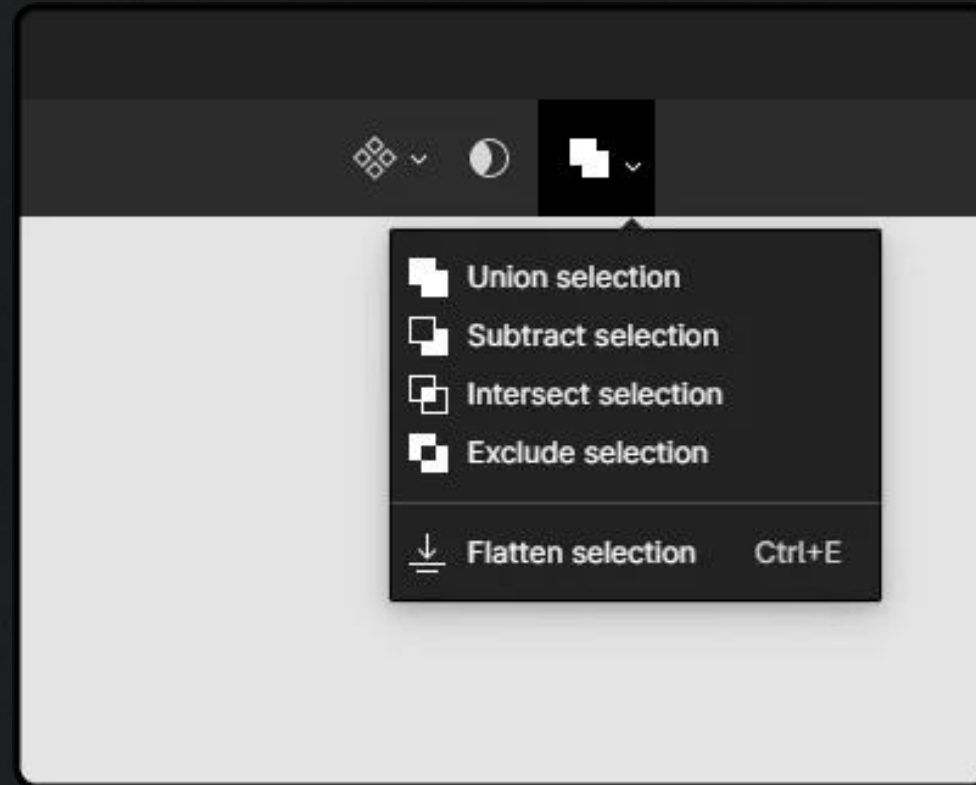 Union selection
Subtract selection
Intersect selection
Exclude selection
Flatten selection Ctrl+E